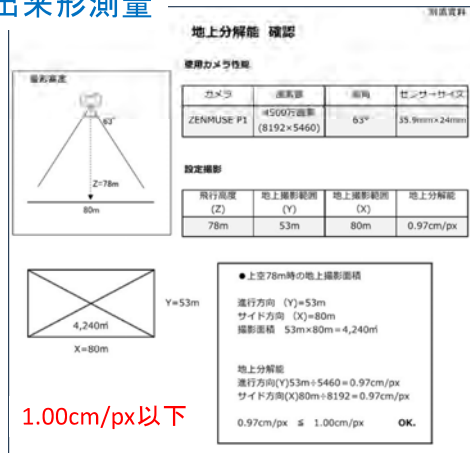 出来形測量
別添資料
地上分解能 確認
使用カメラ性能
撮影高度
63°
Z=78m
80m
カメラ 画素数 画角 センサーサイズ
ZENMUSE P1 4500万画素 (8192×5460) 63° 35.9mm×24mm
設定撮影
飛行高度 (Z) 地上撮影範囲 (Y) 地上撮影範囲 (X) 地上分解能
78m 53m 80m 0.97cm/px
4,240㎡
Y=53m
X=80m
●上空78m時の地上撮影面積
進行方向 (Y)=53m
サイド方向 (X)=80m
撮影面積 53m×80m=4,240㎡
地上分解能
進行方向(Y)53m÷5460=0.97cm/px
サイド方向(X)80m÷8192=0.97cm/px
0.97cm/px ≦ 1.00cm/px OK.
1.00cm/px以下